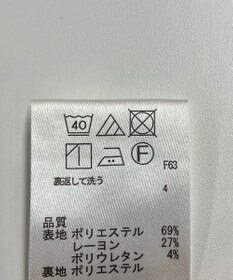 40
F
F63
裏返して洗う
4
品質
表地 ポリエステル 69%
レーヨン 27%
ポリウレタン 4%
裏地 ポリエステル